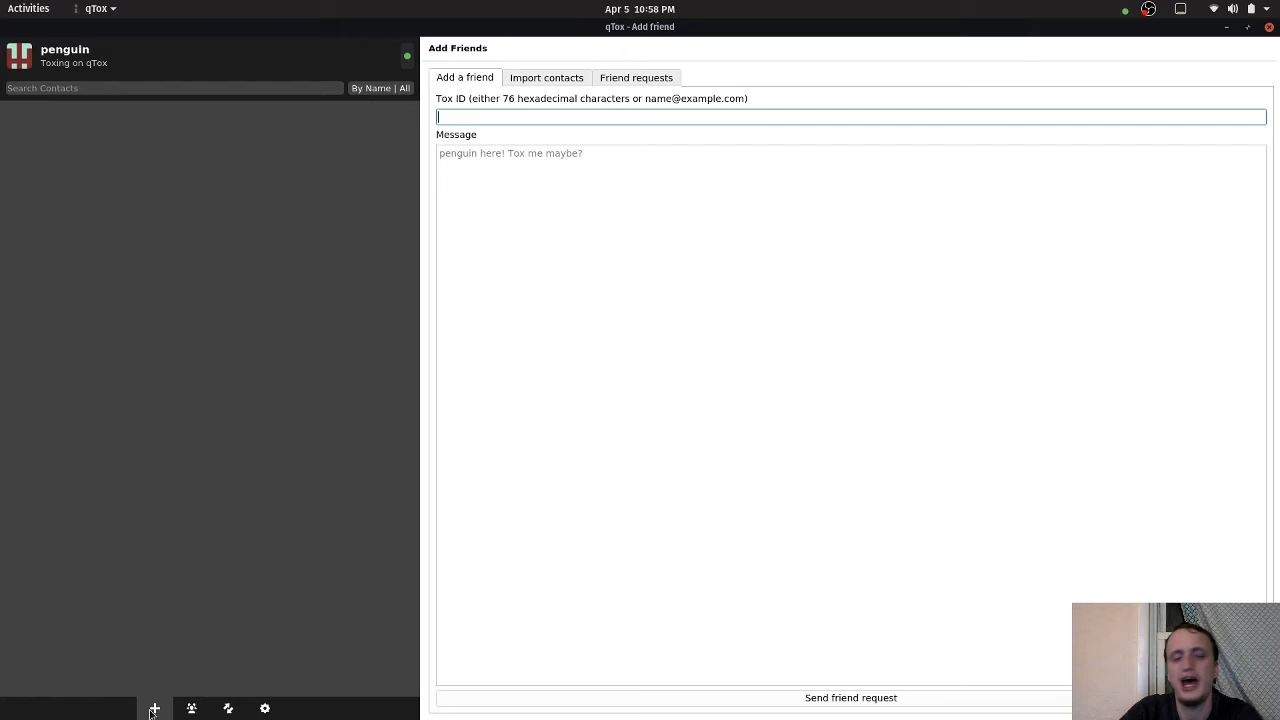 Activities
qTox
Apr 5 10:58 PM
qTox - Add friend
penguin
Toxing on qTox
Search Contacts
By Name | All
Add Friends
Add a friend
Import contacts
Friend requests
Tox ID (either 76 hexadecimal characters or name@example.com)
Message
penguin here! Tox me maybe?
Send friend request